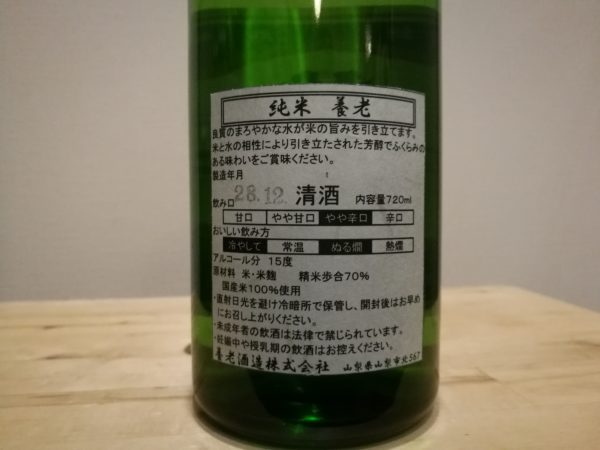 純米 養老
良質のまろやかな水が米の旨みを引き立てます。
米と水の相性により引き立たされた芳醇でふくらみの
ある味わいをご賞味ください。
製造年月
28.12. 清酒 内容量720ml
飲み口
甘口 やや甘口 やや辛口 辛口
おいしい飲み方
冷やして 常温 ぬる燗 熱燗
アルコール分 15度
原材料 米・米麹 精米歩合70%
国産米100%使用
・直射日光を避け冷暗所で保管し、開封後はお早め
にお召し上がりください。
・未成年者の飲酒は法律で禁じられています。
・妊娠中や授乳期の飲酒はお控えください。
養老酒造株式会社 山梨県山梨市北567